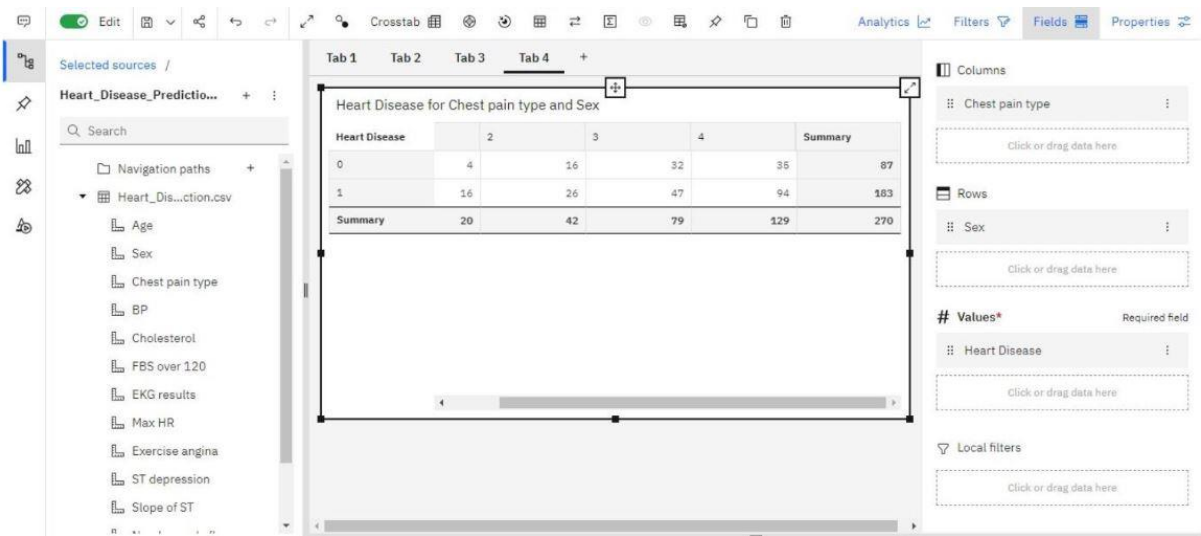 Edit
Crosstab
Analytics
Filters
Fields
Properties
Selected sources /
Heart_Disease_Predictio...
Search
Navigation paths
Heart_Dis...ction.csv
Age
Sex
Chest pain type
BP
Cholesterol
FBS over 120
EKG results
Max HR
Exercise angina
ST depression
Slope of ST
Tab 1 Tab 2 Tab 3 Tab 4 +
Heart Disease for Chest pain type and Sex
Heart Disease 2 3 4 Summary
0 4 16 32 35 87
1 16 26 47 94 183
Summary 20 42 79 129 270
Columns
Chest pain type
Click or drag data here
Rows
Sex
Click or drag data here
# Values* Required field
Heart Disease
Click or drag data here
Local filters
Click or drag data here